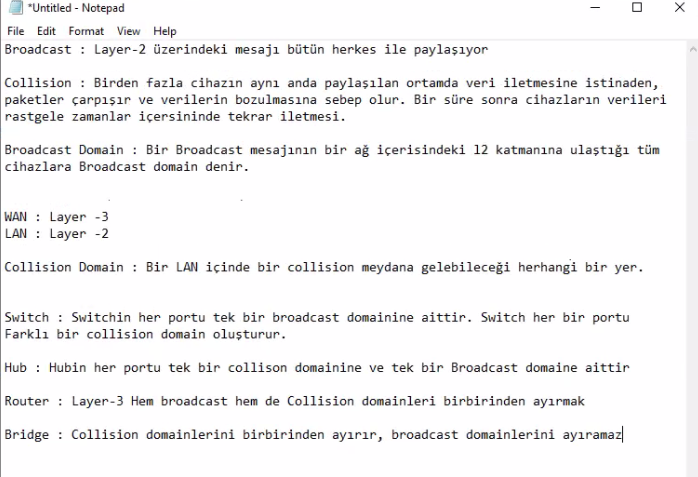 *Untitled - Notepad
File Edit Format View Help
Broadcast : Layer-2 üzerindeki mesajı bütün herkes ile paylaşıyor
Collision : Birden fazla cihazın aynı anda paylaşılan ortamda veri iletmesine istinaden,
paketler çarpışır ve verilerin bozulmasına sebep olur. Bir süre sonra cihazların verileri
rastgele zamanlar içersininde tekrar iletmesi.
Broadcast Domain : Bir Broadcast mesajının bir ağ içerisindeki l2 katmanına ulaştığı tüm
cihazlara Broadcast domain denir.
WAN : Layer -3
LAN : Layer -2
Collision Domain : Bir LAN içinde bir collision meydana gelebileceği herhangi bir yer.
Switch : Switchin her portu tek bir broadcast domainine aittir. Switch her bir portu
Farklı bir collision domain oluşturur.
Hub : Hubin her portu tek bir collison domainine ve tek bir Broadcast domaine aittir
Router : Layer-3 Hem broadcast hem de Collision domainleri birbirinden ayırmak
Bridge : Collision domainlerini birbirinden ayırır, broadcast domainlerini ayıramaz